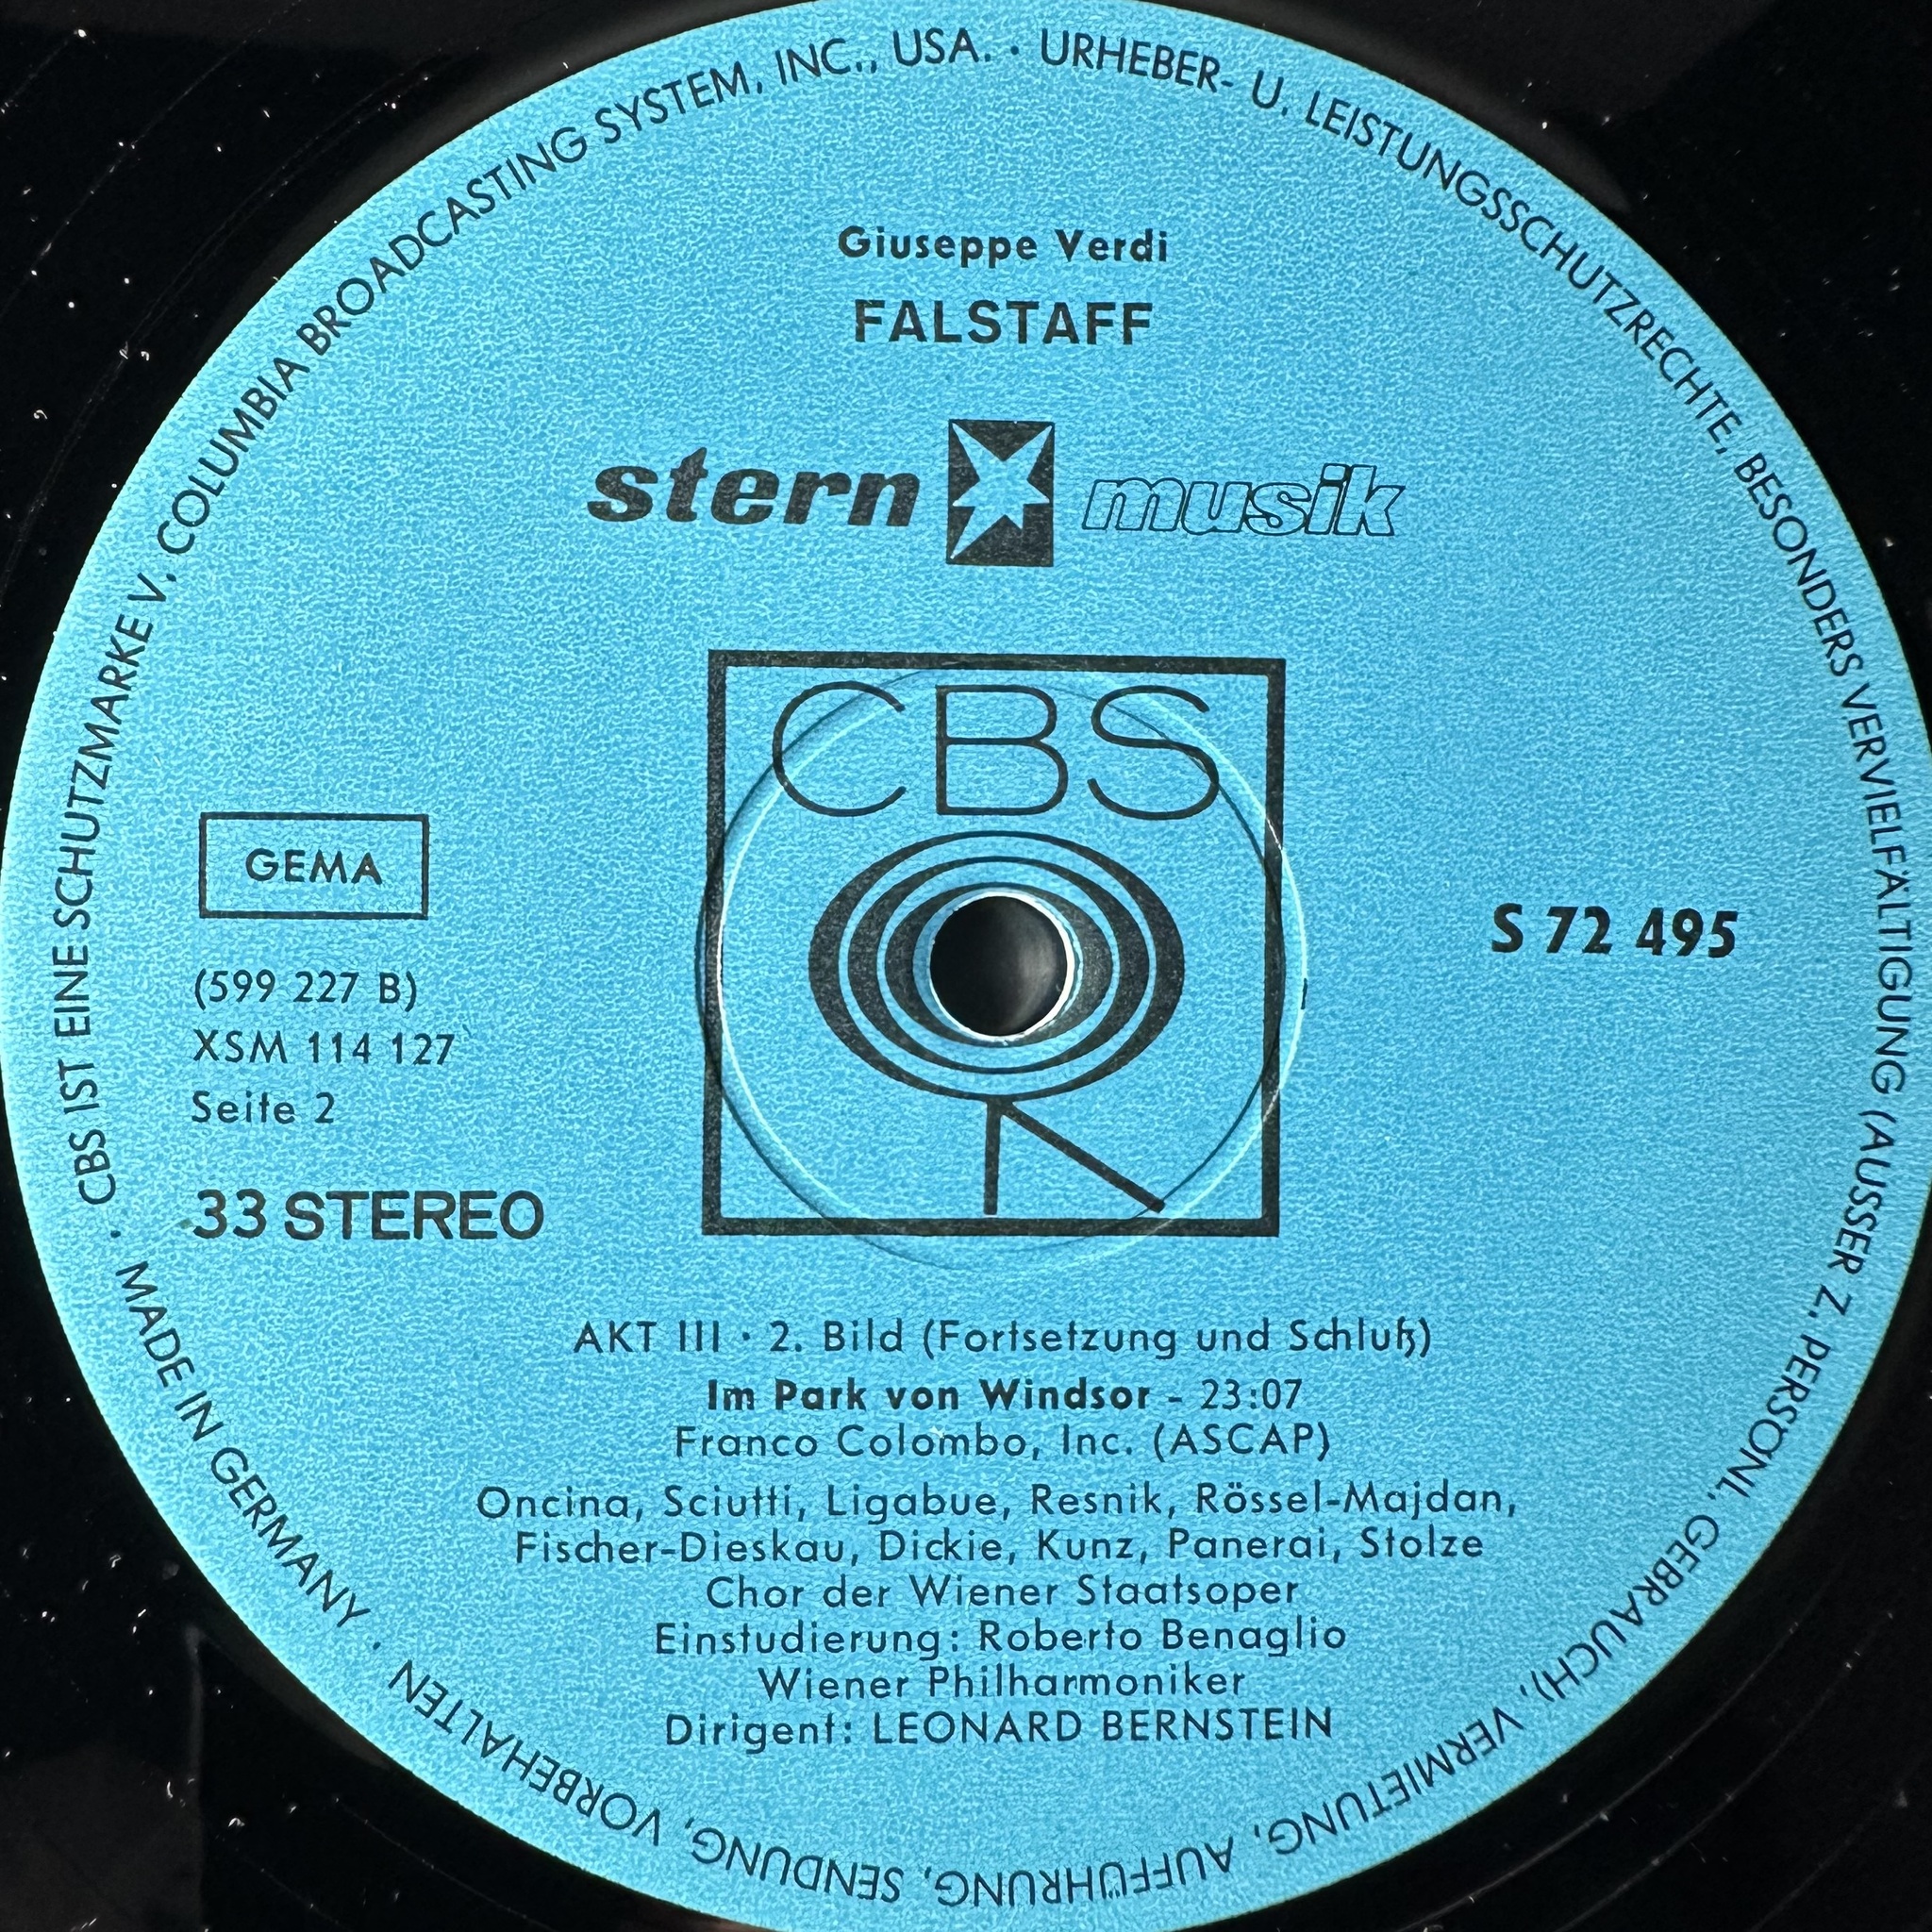 CBS IST EINE SCHUTZMARKE V. COLUMBIA BROADCASTING SYSTEM, INC., USA. · URHEBER- U. LEISTUNGSSCHUTZRECHTE, BESONDERS VERVIELFÄLTIGUNG (AUSSER Z. PERSÖNL. GEBRAUCH), VERMIETUNG, AUFFÜHRUNG, SENDUNG, VORBEHALTEN · MADE IN GERMANY ·
Giuseppe Verdi
FALSTAFF
stern musik
CBS
GEMA
S 72 495
(599 227 B)
XSM 114 127
Seite 2
33 STEREO
AKT III · 2. Bild (Fortsetzung und Schluß)
Im Park von Windsor - 23:07
Franco Colombo, Inc. (ASCAP)
Oncina, Sciutti, Ligabue, Resnik, Rössel-Majdan,
Fischer-Dieskau, Dickie, Kunz, Panerai, Stolze
Chor der Wiener Staatsoper
Einstudierung: Roberto Benaglio
Wiener Philharmoniker
Dirigent: LEONARD BERNSTEIN